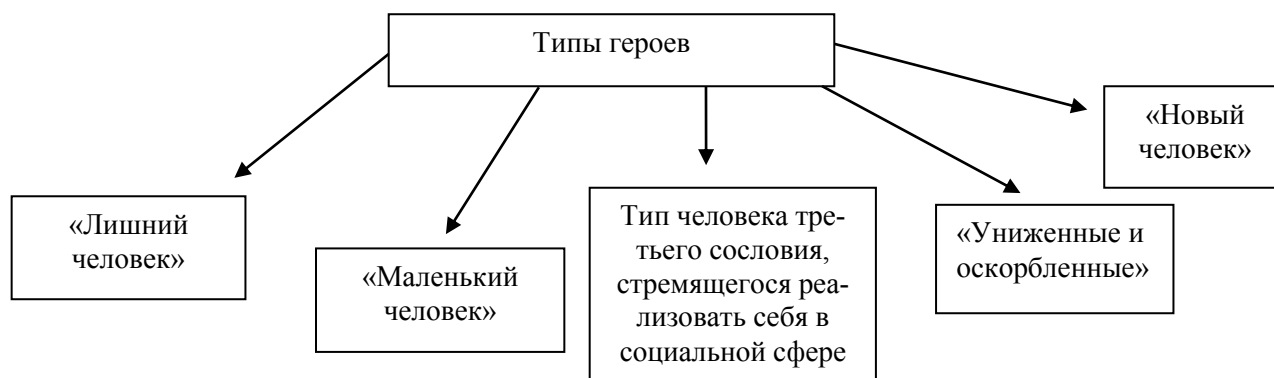 Типы героев
«Новый
человек»
«Лишний
человек»
«Маленький
человек»
Тип человека тре-
тьего сословия,
стремящегося реа-
лизовать себя в
социальной сфере
«Униженные и
оскорбленные»